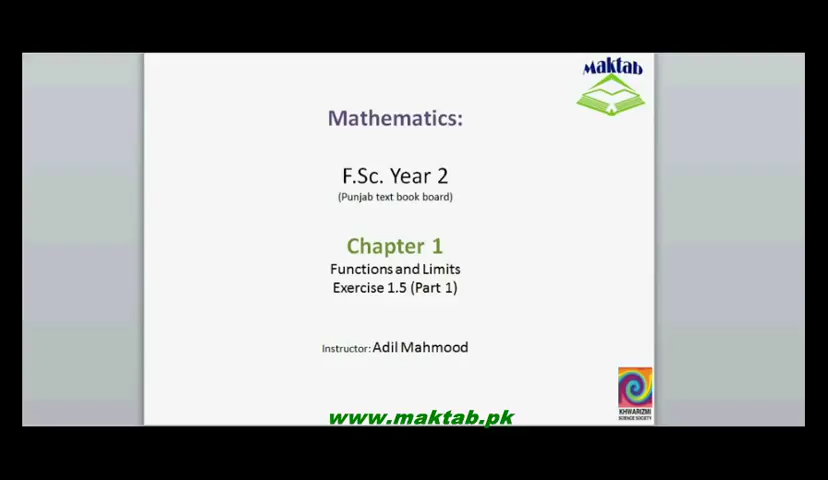 Maktab
Mathematics:
F.Sc. Year 2
(Punjab text book board)
Chapter 1
Functions and Limits
Exercise 1.5 (Part 1)
Instructor: Adil Mahmood
KHWARIZMI
SCIENCE SOCIETY
www.maktab.pk